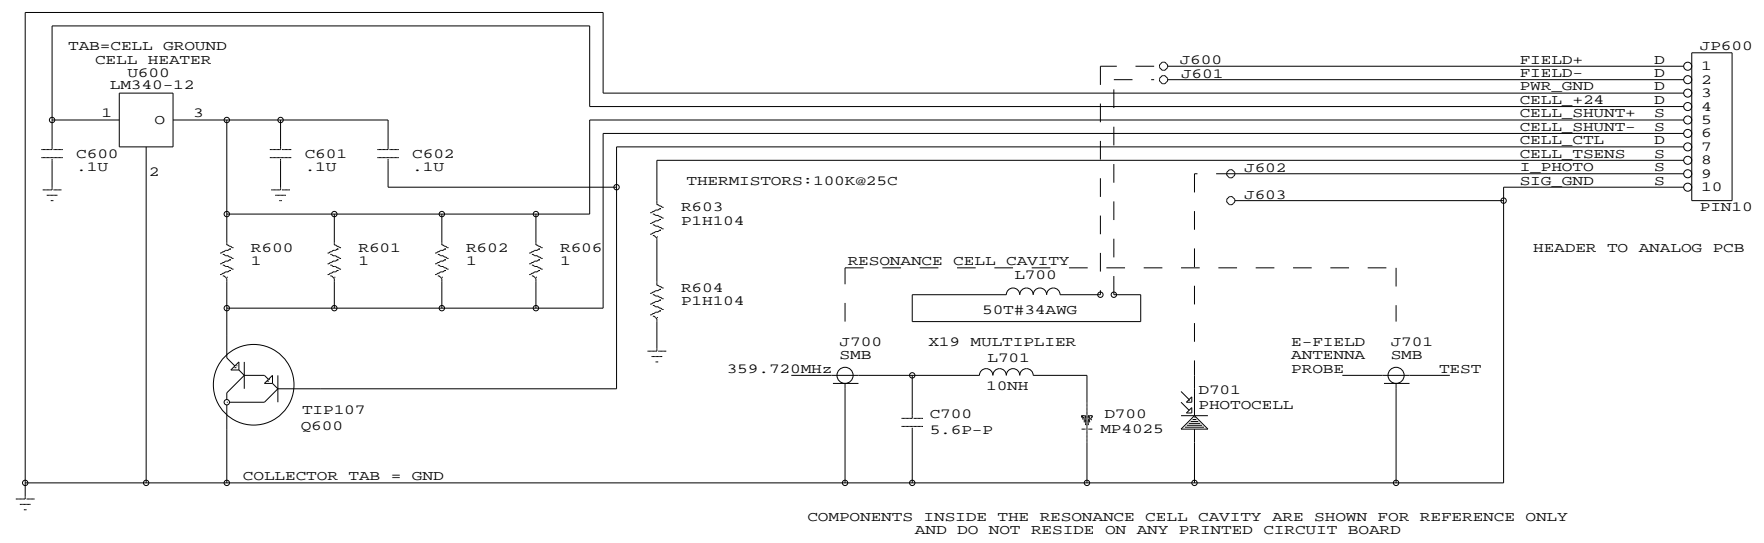 TAB=CELL GROUND
CELL HEATER
U600
LM340-12
1
O
3
2
C600
.1U
C601
.1U
C602
.1U
R600
1
R601
1
R602
1
R606
1
TIP107
Q600
COLLECTOR TAB = GND
THERMISTORS:100K@25C
R603
P1H104
R604
P1H104
RESONANCE CELL CAVITY
L700
50T#34AWG
X19 MULTIPLIER
J700
SMB
359.720MHz
L701
10NH
C700
5.6P-P
D700
MP4025
D701
PHOTOCELL
E-FIELD
ANTENNA
PROBE
J701
SMB
TEST
J600
J601
J602
J603
JP600
FIELD+ D 1
FIELD- D 2
PWR_GND D 3
CELL_+24 D 4
CELL_SHUNT+ S 5
CELL_SHUNT- S 6
CELL_CTL D 7
CELL_TSENS S 8
I_PHOTO S 9
SIG_GND S 10
PIN10
HEADER TO ANALOG PCB
COMPONENTS INSIDE THE RESONANCE CELL CAVITY ARE SHOWN FOR REFERENCE ONLY
AND DO NOT RESIDE ON ANY PRINTED CIRCUIT BOARD